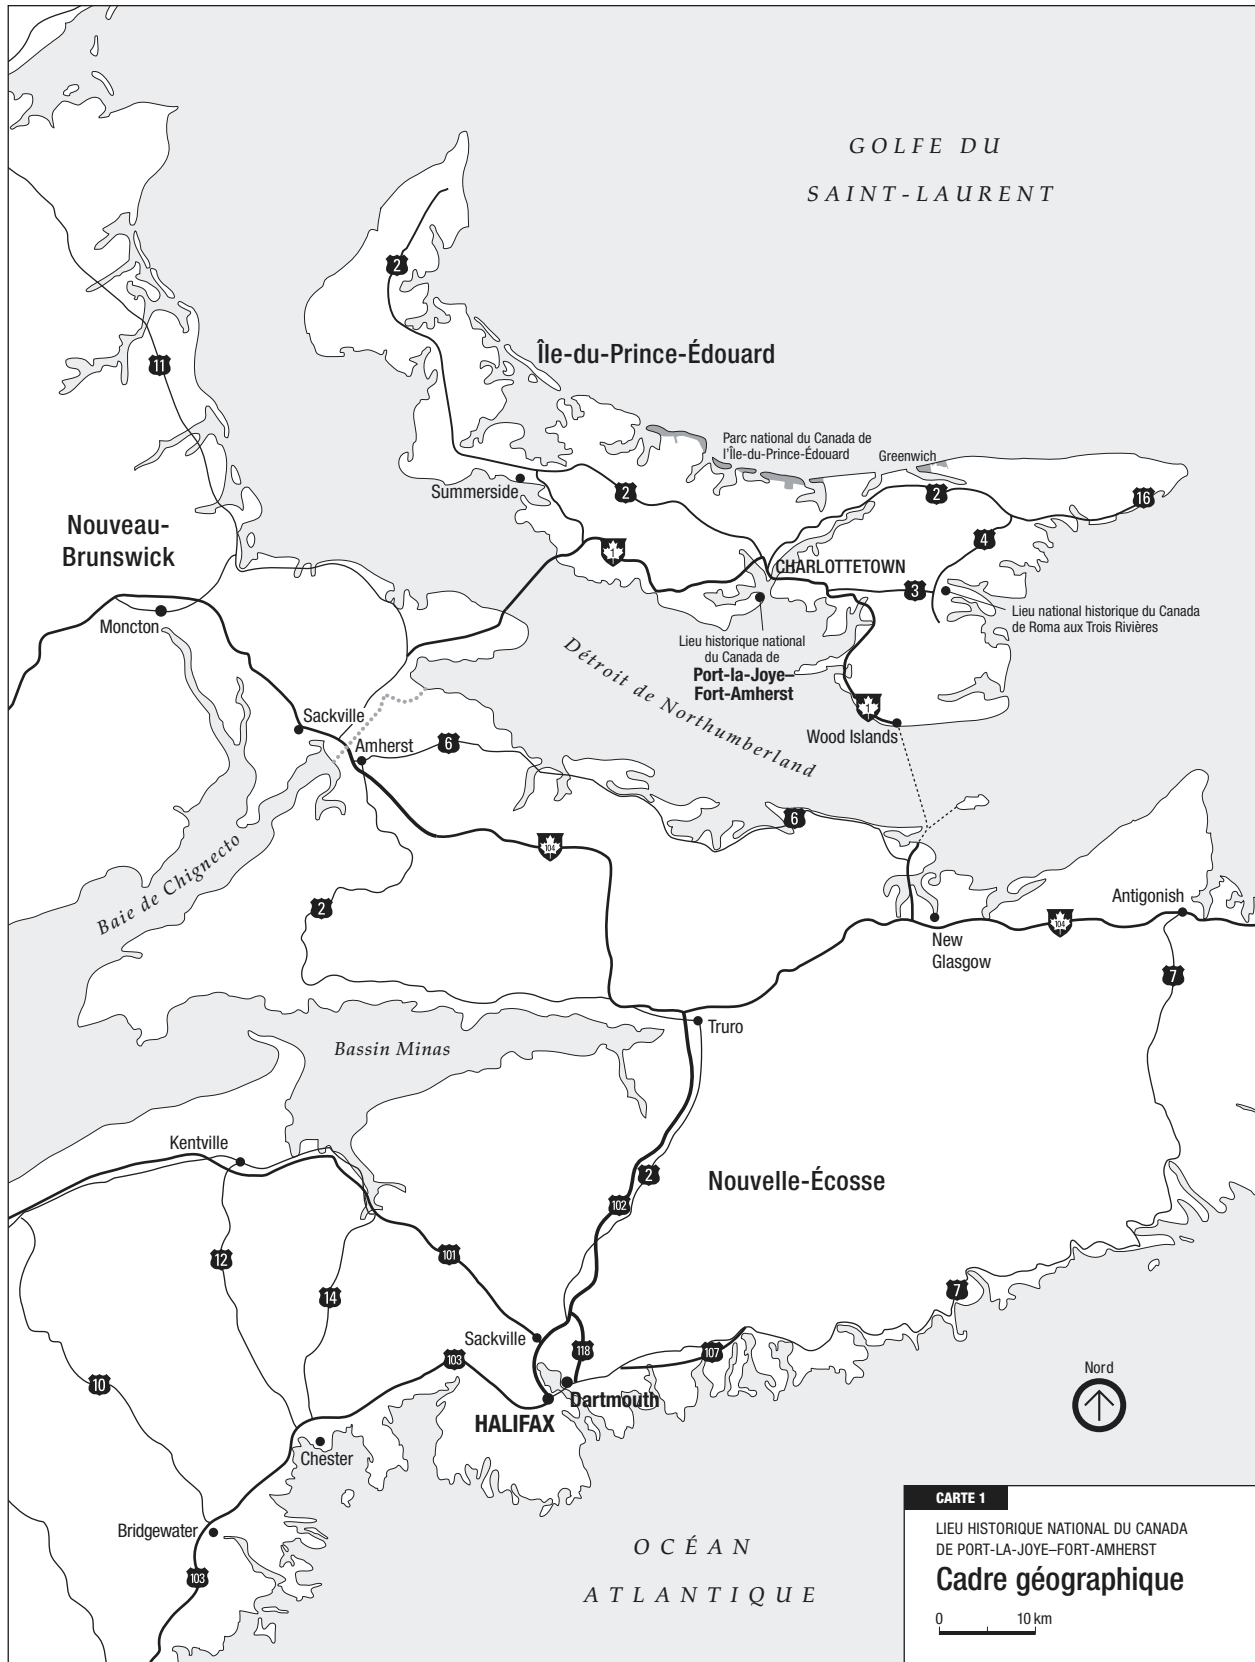 GOLFE DU
SAINT-LAURENT
2
Île-du-Prince-Édouard
11
Parc national du Canada de
l'Île-du-Prince-Édouard
Greenwich
Summerside
2
2
16
Nouveau-
Brunswick
4
1
CHARLOTTETOWN
3
Moncton
Lieu national historique du Canada
de Roma aux Trois Rivières
Lieu historique national
du Canada de
Port-la-Joye–
Fort-Amherst
Détroit de Northumberland
1
Sackville
Wood Islands
Amherst
6
6
104
Baie de Chignecto
2
Antigonish
104
New
Glasgow
7
Truro
Bassin Minas
Kentville
2
Nouvelle-Écosse
102
12
101
14
7
Sackville
118
107
103
10
Nord
Dartmouth
HALIFAX
Chester
Bridgewater
103
OCÉAN
ATLANTIQUE
CARTE 1
LIEU HISTORIQUE NATIONAL DU CANADA
DE PORT-LA-JOYE–FORT-AMHERST
Cadre géographique
0 10 km